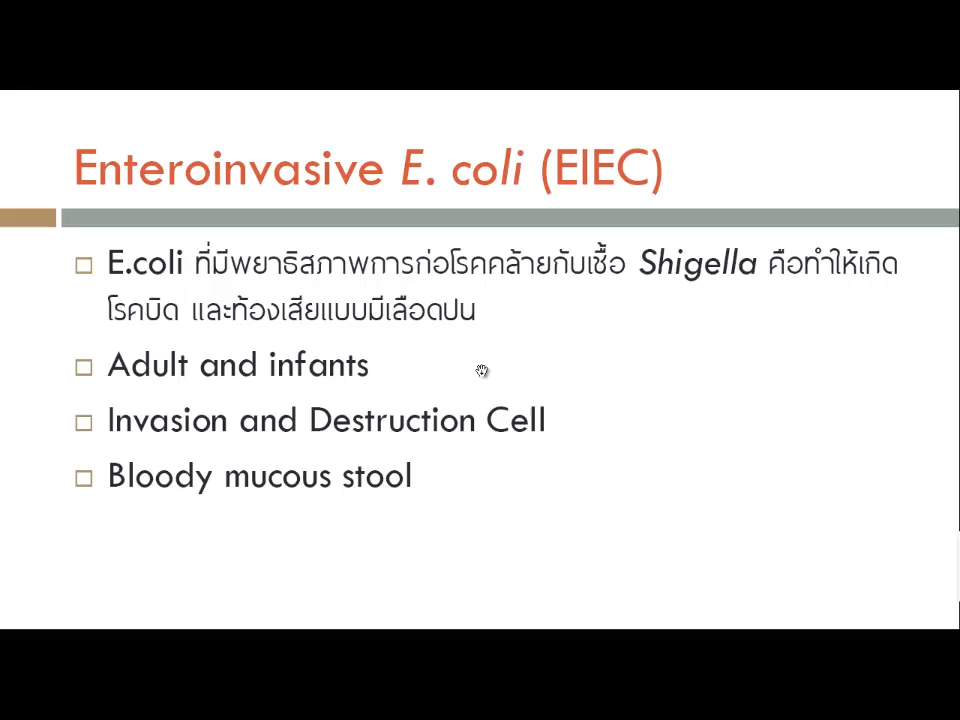 Enteroinvasive E. coli (EIEC)
E.coli ที่มีพยาธิสภาพการก่อโรคคล้ายกับเชื้อ Shigella คือทำให้เกิด
โรคบิด และท้องเสียแบบมีเลือดปน
Adult and infants
Invasion and Destruction Cell
Bloody mucous stool